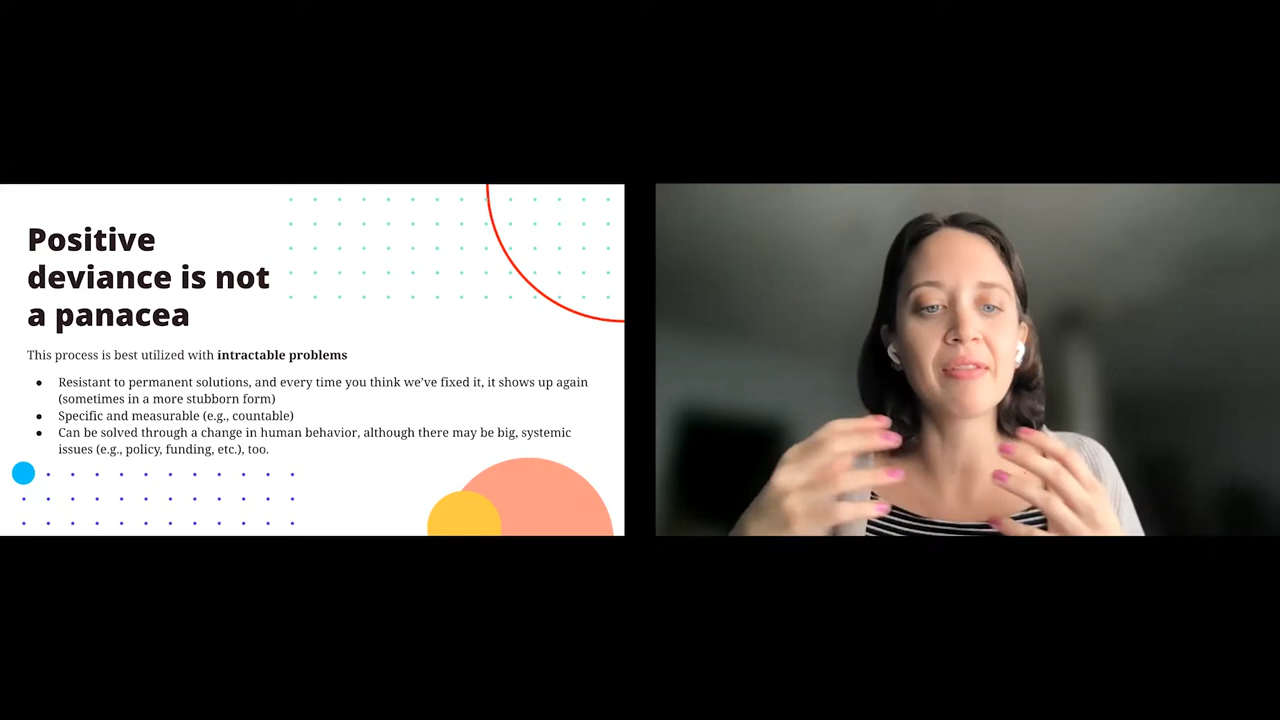 Positive
deviance is not
a panacea
This process is best utilized with intractable problems
● Resistant to permanent solutions, and every time you think we've fixed it, it shows up again
(sometimes in a more stubborn form)
● Specific and measurable (e.g., countable)
● Can be solved through a change in human behavior, although there may be big, systemic
issues (e.g., policy, funding, etc.), too.